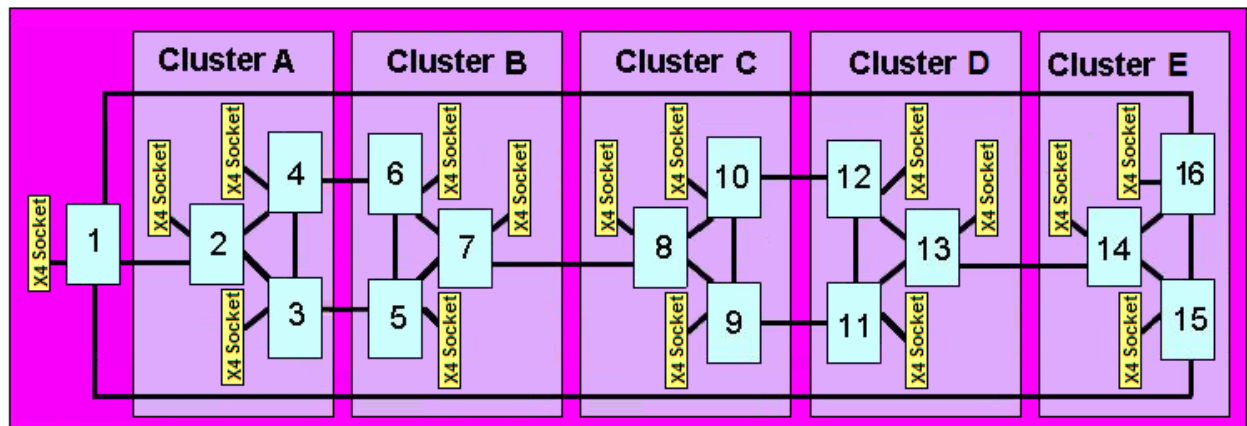 Cluster A
Cluster B
Cluster C
Cluster D
Cluster E
X4 Socket
1
X4 Socket
2
X4 Socket
4
X4 Socket
3
6
X4 Socket
5
X4 Socket
7
X4 Socket
X4 Socket
8
X4 Socket
10
X4 Socket
9
12
X4 Socket
11
X4 Socket
13
X4 Socket
X4 Socket
14
X4 Socket
16
X4 Socket
15